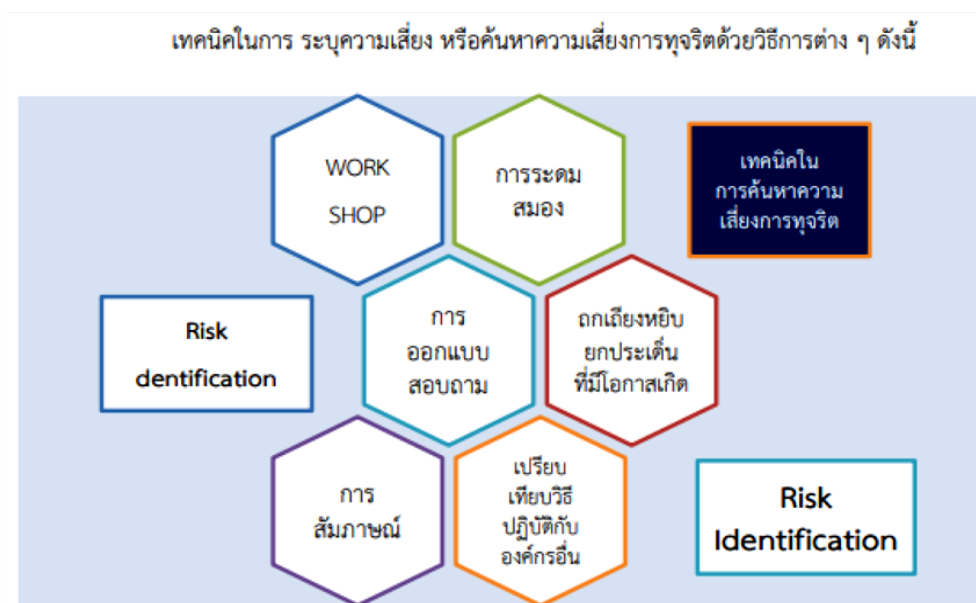 เทคนิคในการ ระบุความเสี่ยง หรือค้นหาความเสี่ยงการทุจริตด้วยวิธีการต่าง ๆ ดังนี้
WORK
SHOP
การระดม
สมอง
เทคนิคใน
การค้นหาความ
เสี่ยงการทุจริต
Risk
dentification
การ
ออกแบบ
สอบถาม
ถกเถียงหยิบ
ยกประเด็น
ที่มีโอกาสเกิด
การ
สัมภาษณ์
เปรียบ
เทียบวิธี
ปฏิบัติกับ
องค์กรอื่น
Risk
Identification